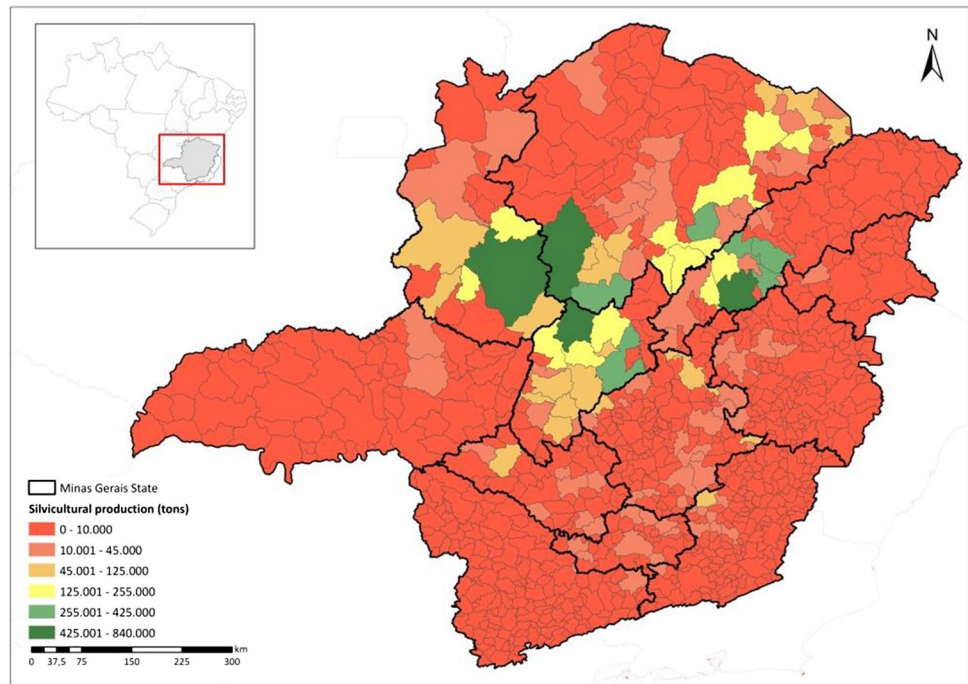 N
Minas Gerais State
Silvicultural production (tons)
0 - 10.000
10.001 - 45.000
45.001 - 125.000
125.001 - 255.000
255.001 - 425.000
425.001 - 840.000
km
0 37,5 75 150 225 300